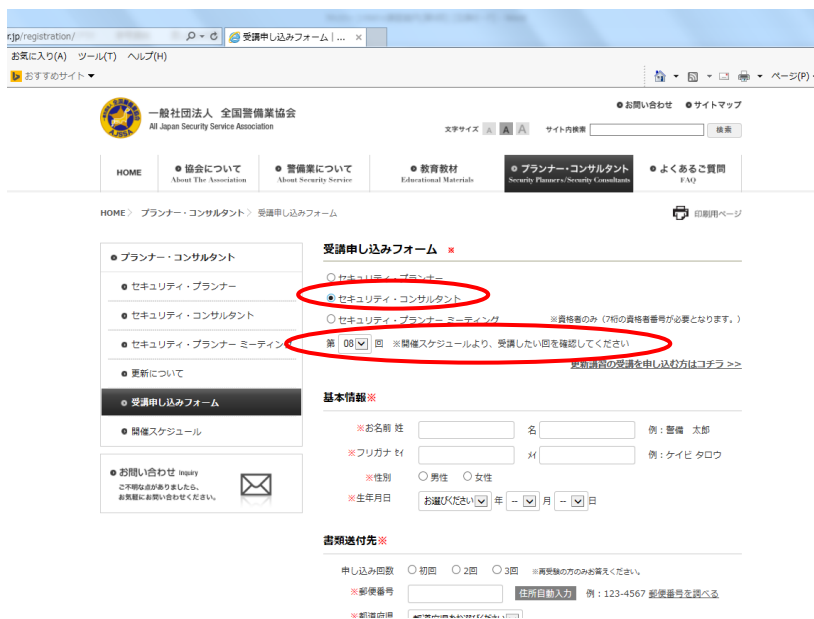 r.jp/registration/
受講申し込みフォーム | ...
お気に入り(A) ツール(T) ヘルプ(H)
おすすめサイト
ページ(P)
一般社団法人 全国警備業協会
All Japan Security Service Association
AJSSA
お問い合わせ サイトマップ
文字サイズ A A A サイト内検索 検索
HOME
協会について
About The Association
警備業について
About Security Service
教育教材
Educational Materials
プランナー・コンサルタント
Security Planners/Security Consultants
よくあるご質問
FAQ
HOME〉 プランナー・コンサルタント〉 受講申し込みフォーム
印刷用ページ
プランナー・コンサルタント
セキュリティ・プランナー
セキュリティ・コンサルタント
セキュリティ・プランナー ミーティン
更新について
受講申し込みフォーム
開催スケジュール
お問い合わせ Inquiry
ご不明な点がありましたら、
お気軽にお問い合わせください。
受講申し込みフォーム ※
セキュリティ・プランナー
セキュリティ・コンサルタント
セキュリティ・プランナー ミーティング ※資格者のみ(7桁の資格者番号が必要となります。)
第 08 回 ※開催スケジュールより、受講したい回を確認してください
更新講習の受講を申し込む方はコチラ >>
基本情報※
※お名前 姓 名 例：警備 太郎
※フリガナ セイ メイ 例：ケイビ タロウ
※性別 男性 女性
※生年月日 お選びください 年 -- 月 -- 日
書類送付先※
申し込み回数 初回 2回 3回 ※再受験の方のみお答えください。
※郵便番号 住所自動入力 例：123-4567 郵便番号を調べる
※都道府県